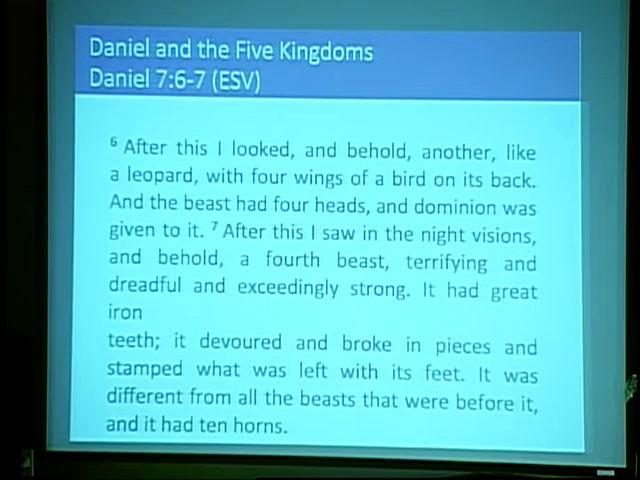 Daniel and the Five Kingdoms
Daniel 7:6-7 (ESV)
6 After this I looked, and behold, another, like
a leopard, with four wings of a bird on its back.
And the beast had four heads, and dominion was
given to it. 7 After this I saw in the night visions,
and behold, a fourth beast, terrifying and
dreadful and exceedingly strong. It had great
iron
teeth; it devoured and broke in pieces and
stamped what was left with its feet. It was
different from all the beasts that were before it,
and it had ten horns.